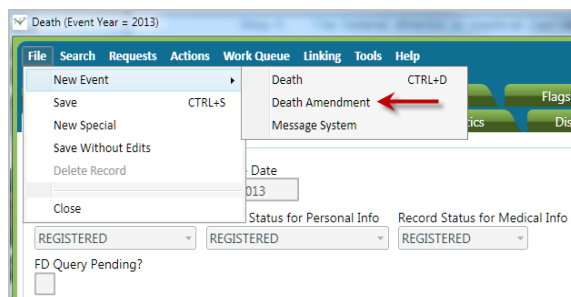 Death (Event Year = 2013)
File Search Requests Actions Work Queue Linking Tools Help
New Event
Death CTRL+D
Save CTRL+S
Death Amendment
Flags
New Special
Message System
tics
Dis
Save Without Edits
Delete Record
Date
013
Close
Status for Personal Info Record Status for Medical Info
REGISTERED REGISTERED REGISTERED
FD Query Pending?